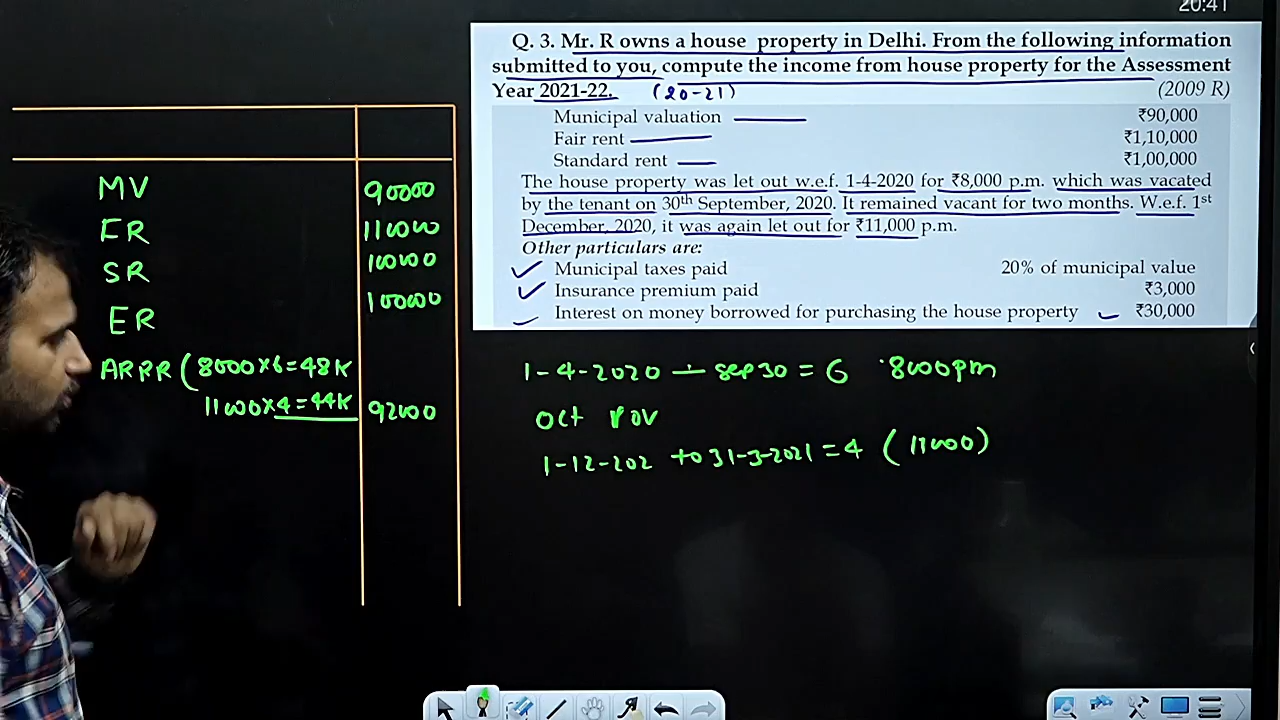 20:41
Q. 3. Mr. R owns a house property in Delhi. From the following information
submitted to you, compute the income from house property for the Assessment
Year 2021-22. (20-21) (2009 R)
Municipal valuation ₹90,000
Fair rent ₹1,10,000
Standard rent ₹1,00,000
The house property was let out w.e.f. 1-4-2020 for ₹8,000 p.m. which was vacated
by the tenant on 30th September, 2020. It remained vacant for two months. W.e.f. 1st
December, 2020, it was again let out for ₹11,000 p.m.
Other particulars are:
Municipal taxes paid 20% of municipal value
Insurance premium paid ₹3,000
Interest on money borrowed for purchasing the house property ₹30,000
MV 90000
FR 110000
SR 100000
ER 100000
ARRR (8000×6=48K
11000×4=44K 92000
1-4-2020 - sep 30 = 6 8000pm
Oct Nov
1-12-202 to 31-3-2021 = 4 (11000)